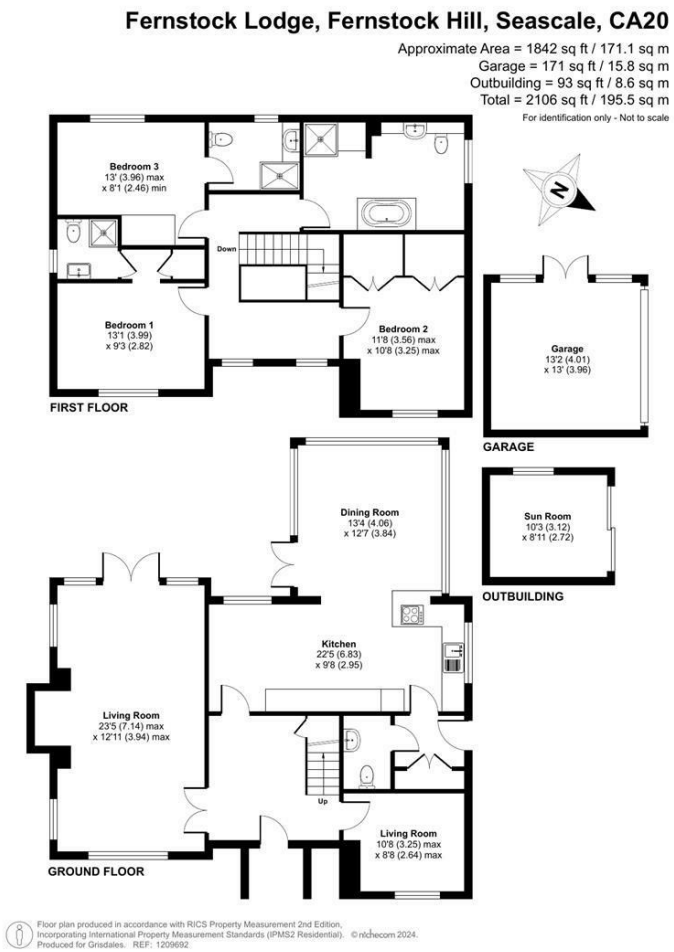 Fernstock Lodge, Fernstock Hill, Seascale, CA20
Approximate Area = 1842 sq ft / 171.1 sq m
Garage = 171 sq ft / 15.8 sq m
Outbuilding = 93 sq ft / 8.6 sq m
Total = 2106 sq ft / 195.5 sq m
For identification only - Not to scale
Bedroom 3
13' (3.96) max
x 8'1 (2.46) min
Down
N
Bedroom 1
13'1 (3.99)
x 9'3 (2.82)
Bedroom 2
11'8 (3.56) max
x 10'8 (3.25) max
FIRST FLOOR
Garage
13'2 (4.01)
x 13' (3.96)
GARAGE
Dining Room
13'4 (4.06)
x 12'7 (3.84)
Sun Room
10'3 (3.12)
x 8'11 (2.72)
OUTBUILDING
Kitchen
22'5 (6.83)
x 9'8 (2.95)
Living Room
23'5 (7.14) max
x 12'11 (3.94) max
Up
Living Room
10'8 (3.25) max
x 8'8 (2.64) max
GROUND FLOOR
Floor plan produced in accordance with RICS Property Measurement 2nd Edition,
Incorporating International Property Measurement Standards (IPMS2 Residential). © nichecom 2024.
Produced for Grisdales. REF: 1209692